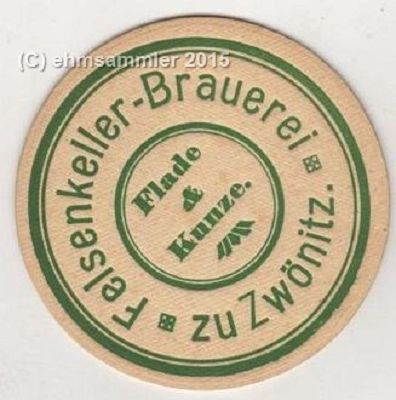 (C) ehmsammler 2015
Felsenkeller-Brauerei
zu Zwönitz.
Flade
&
Kunze.